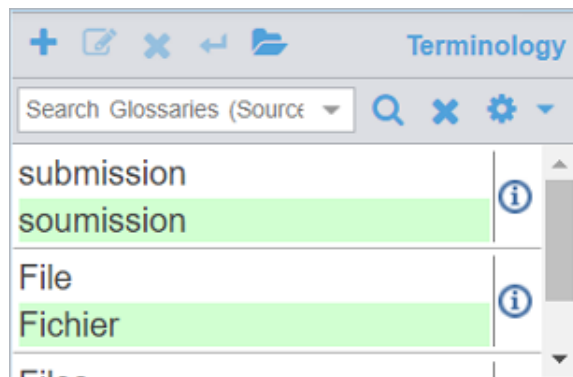 Terminology
Search Glossaries (Source
submission
soumission
File
Fichier